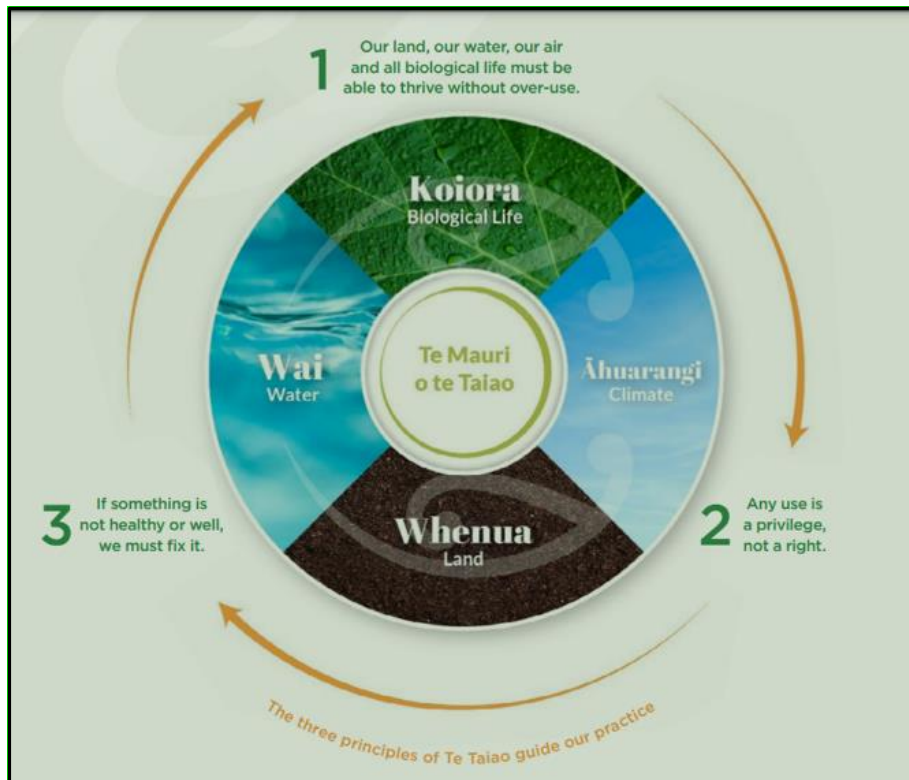 1
Our land, our water, our air
and all biological life must be
able to thrive without over-use.
Koiora
Biological Life
Āhuarangi
Climate
Whenua
Land
Wai
Water
Te Mauri
o te Taiao
2
Any use is
a privilege,
not a right.
3
If something is
not healthy or well,
we must fix it.
The three principles of Te Taiao guide our practice